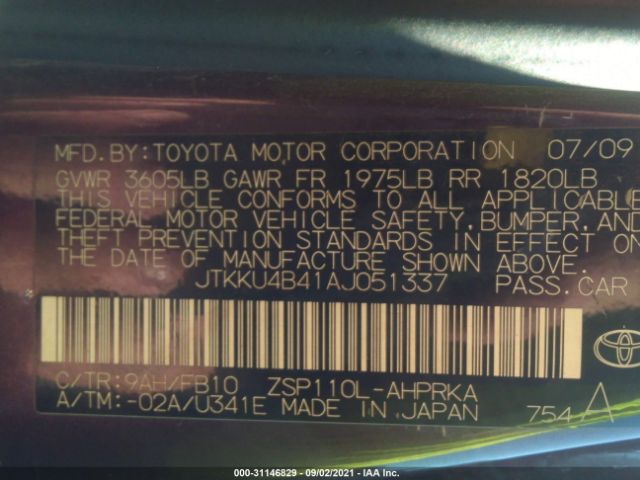 MFD. BY: TOYOTA MOTOR CORPORATION 07/09
GVWR 3605LB GAWR FR 1975LB RR 1820LB
THIS VEHICLE CONFORMS TO ALL APPLICABLE
FEDERAL MOTOR VEHICLE SAFETY, BUMPER, AND
THEFT PREVENTION STANDARDS IN EFFECT ON
THE DATE OF MANUFACTURE SHOWN ABOVE.
JTKKU4B41AJ051337 PASS. CAR
C/TR: 9AH/FB10 ZSP110L-AHPRKA
A/TM: -02A/U341E MADE IN JAPAN 754 A
000-31146829 - 09/02/2021 - IAA Inc.